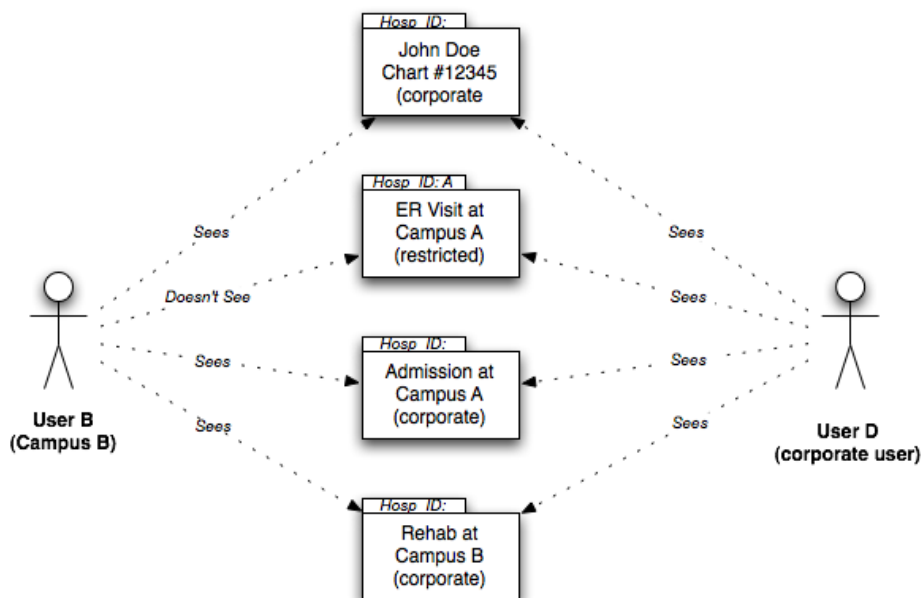 Hosp_ID:
John Doe
Chart #12345
(corporate
Hosp_ID: A
ER Visit at
Campus A
(restricted)
Sees
Sees
Doesn't See
Sees
Hosp_ID:
Admission at
Campus A
(corporate)
Sees
Sees
User B
(Campus B)
Sees
Sees
User D
(corporate user)
Hosp_ID:
Rehab at
Campus B
(corporate)